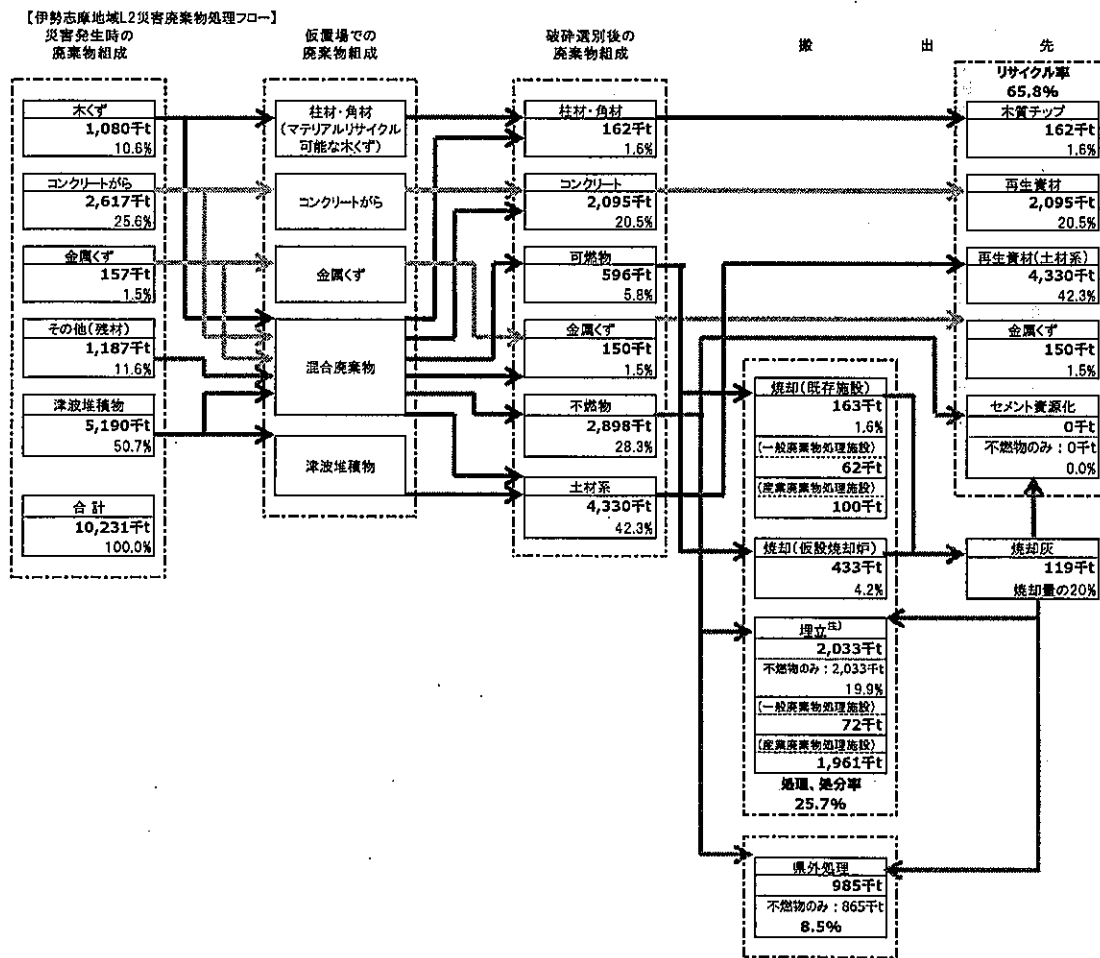 【伊勢志摩地域L2災害廃棄物処理フロー】
災害発生時の
廃棄物組成
木くず
1,080千t
10.6%
コンクリートがら
2,617千t
25.6%
金属くず
157千t
1.5%
その他(残材)
1,187千t
11.6%
津波堆積物
5,190千t
50.7%
合計
10,231千t
100.0%
仮置場での
廃棄物組成
柱材・角材
(マテリアルリサイクル
可能な木くず)
コンクリートがら
金属くず
混合廃棄物
津波堆積物
破砕選別後の
廃棄物組成
柱材・角材
162千t
1.6%
コンクリート
2,095千t
20.5%
可燃物
596千t
5.8%
金属くず
150千t
1.5%
不燃物
2,898千t
28.3%
土材系
4,330千t
42.3%
搬 出 先
焼却(既存施設)
163千t
1.6%
(一般廃棄物処理施設)
62千t
(産業廃棄物処理施設)
100千t
焼却(仮設焼却炉)
433千t
4.2%
埋立注)
2,033千t
不燃物のみ:2,033千t
19.9%
(一般廃棄物処理施設)
72千t
(産業廃棄物処理施設)
1,961千t
処理、処分率
25.7%
県外処理
985千t
不燃物のみ:865千t
8.5%
リサイクル率
65.8%
木質チップ
162千t
1.6%
再生資材
2,095千t
20.5%
再生資材(土材系)
4,330千t
42.3%
金属くず
150千t
1.5%
セメント資源化
0千t
不燃物のみ:0千t
0.0%
焼却灰
119千t
焼却量の20%